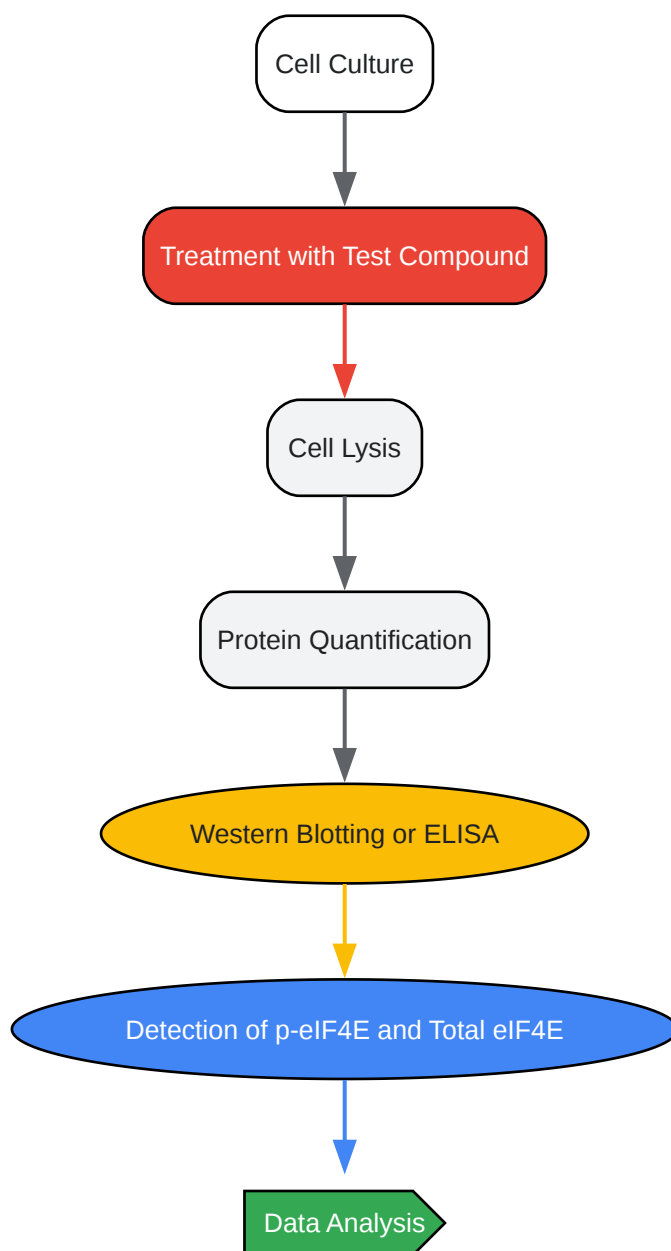 Cell Culture
Treatment with Test Compound
Cell Lysis
Protein Quantification
Western Blotting or ELISA
Detection of p-eIF4E and Total eIF4E
Data Analysis